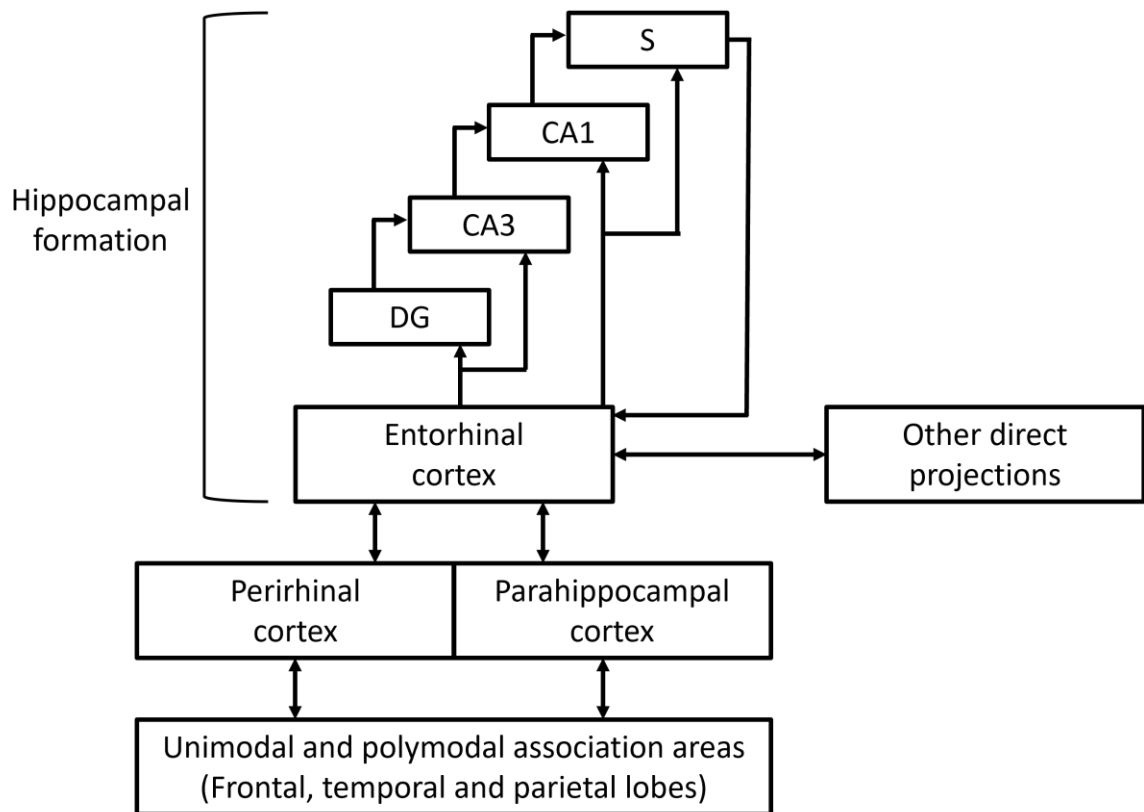 S
CA1
Hippocampal
formation
CA3
DG
Entorhinal
cortex
Other direct
projections
Perirhinal
cortex
Parahippocampal
cortex
Unimodal and polymodal association areas
(Frontal, temporal and parietal lobes)